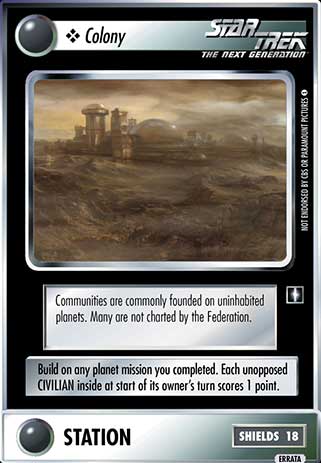 ❖ Colony
STAR TREK
THE NEXT GENERATION
NOT ENDORSED BY CBS OR PARAMOUNT PICTURES
Communities are commonly founded on uninhabited
planets. Many are not charted by the Federation.
Build on any planet mission you completed. Each unopposed
CIVILIAN inside at start of its owner's turn scores 1 point.
STATION
SHIELDS 18
ERRATA